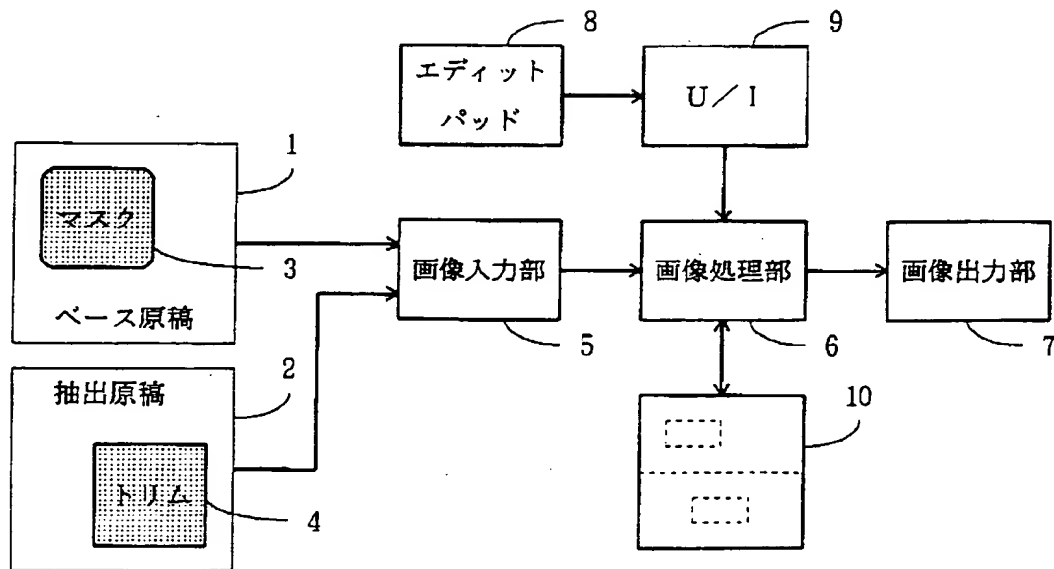 8
エディット
パッド
9
U/I
1
マスク
3
ベース原稿
画像入力部
5
画像処理部
6
画像出力部
7
2
抽出原稿
トリム
4
10